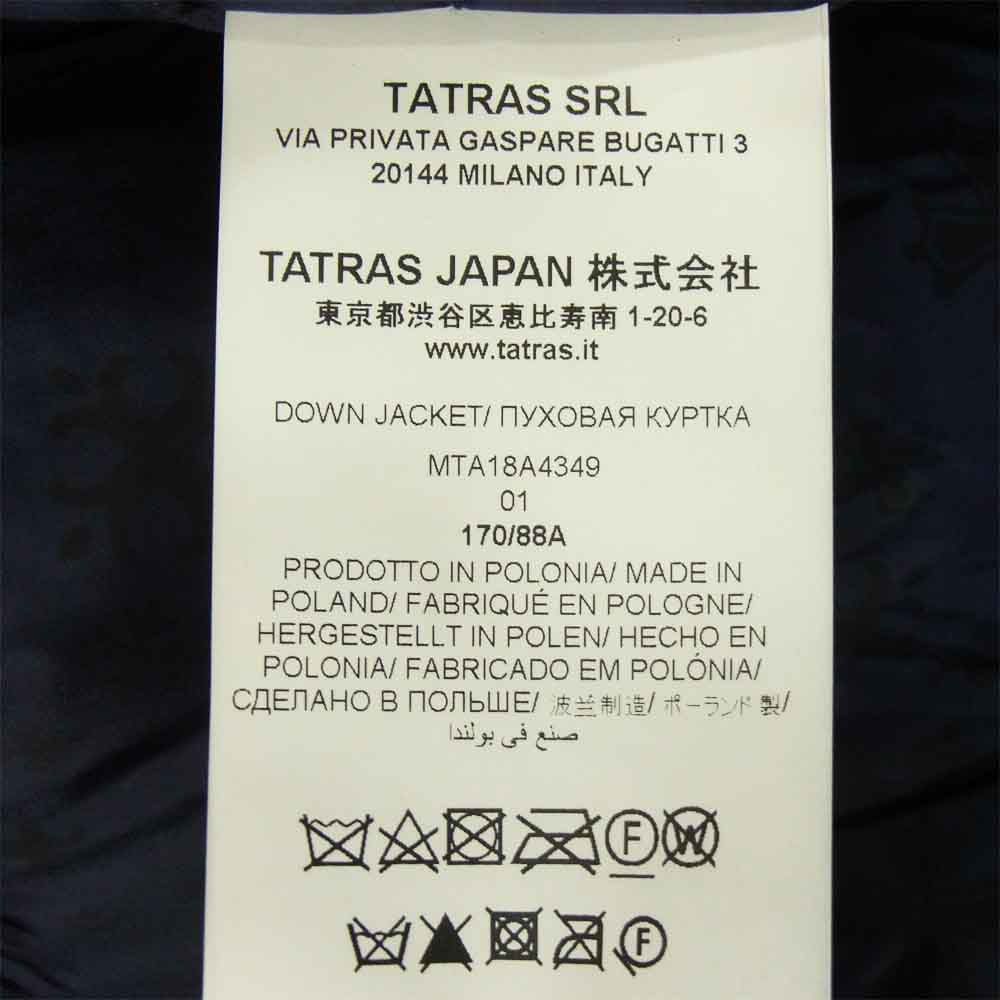 TATRAS SRL
VIA PRIVATA GASPARE BUGATTI 3
20144 MILANO ITALY
TATRAS JAPAN 株式会社
東京都渋谷区恵比寿南 1-20-6
www.tatras.it
DOWN JACKET/ ПУХОВАЯ КУРТКА
MTA18A4349
01
170/88A
PRODOTTO IN POLONIA/ MADE IN
POLAND/ FABRIQUÉ EN POLOGNE/
HERGESTELLT IN POLEN/ HECHO EN
POLONIA/ FABRICADO EM POLÓNIA/
СДЕЛАНО В ПОЛЬШЕ/ 波兰制造/ ポーランド製/
صنع في بولندا
F W
F